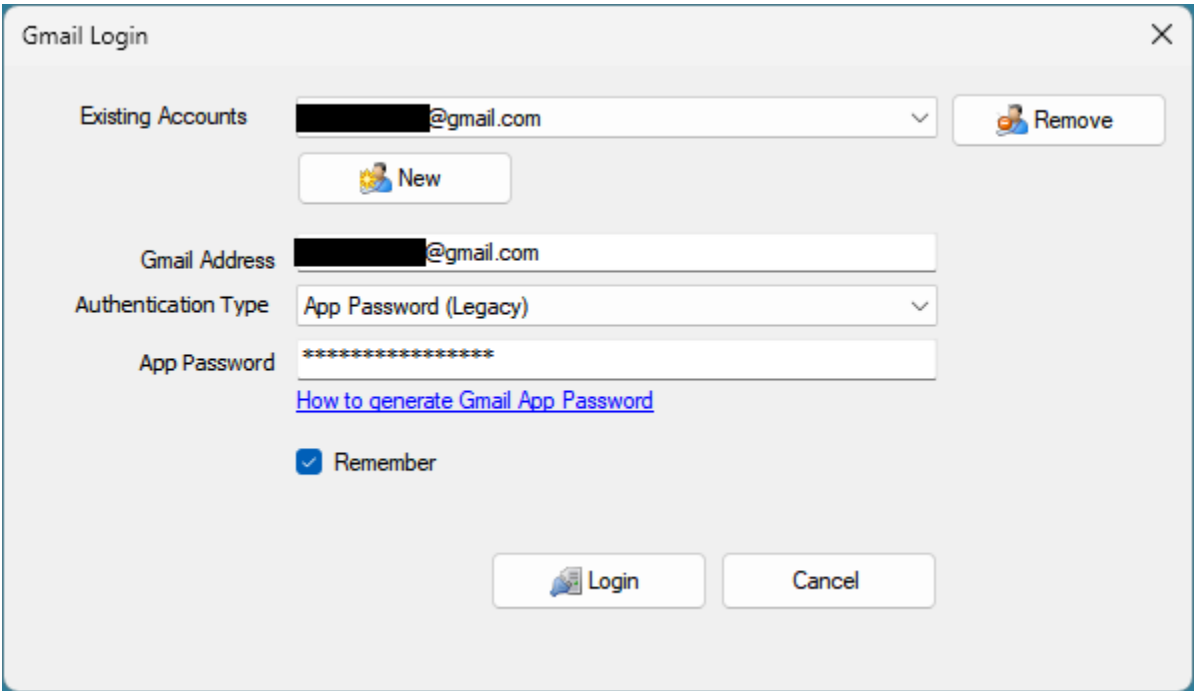 Gmail Login
Existing Accounts @gmail.com Remove
New
Gmail Address @gmail.com
Authentication Type App Password (Legacy)
App Password ****************
How to generate Gmail App Password
Remember
Login Cancel